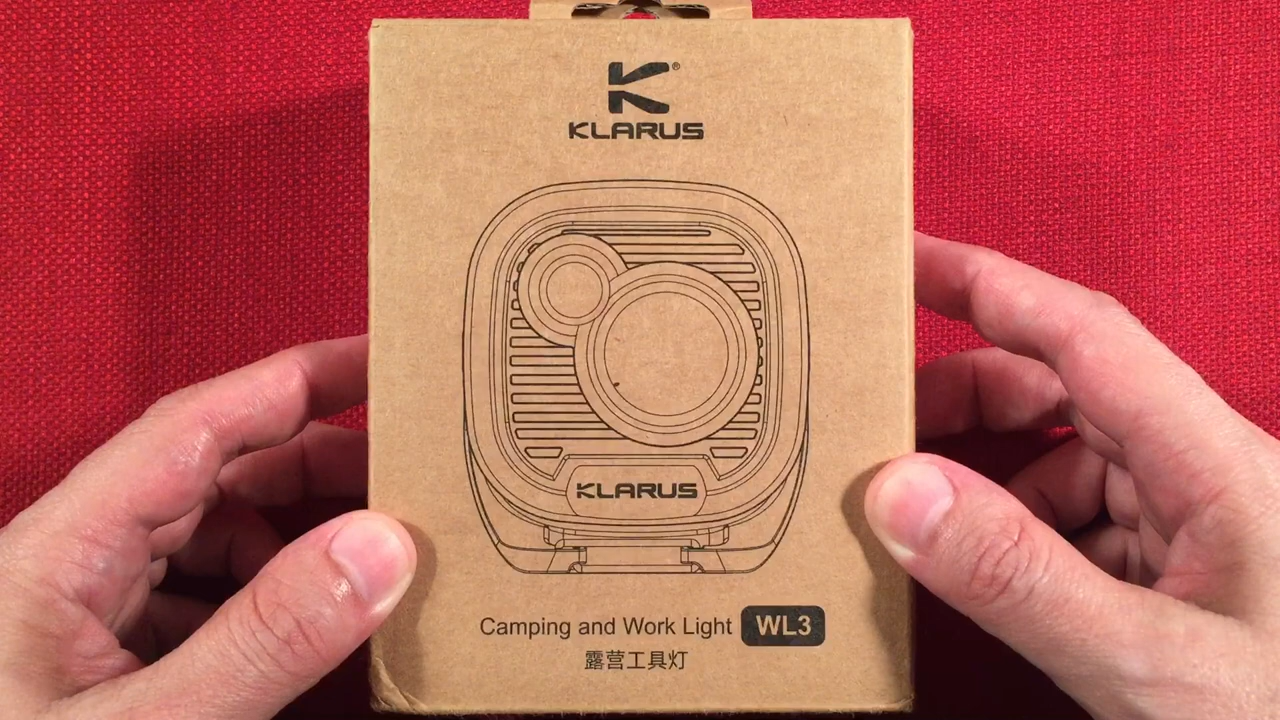 K®
KLARUS
KLARUS
Camping and Work Light WL3
露营工具灯